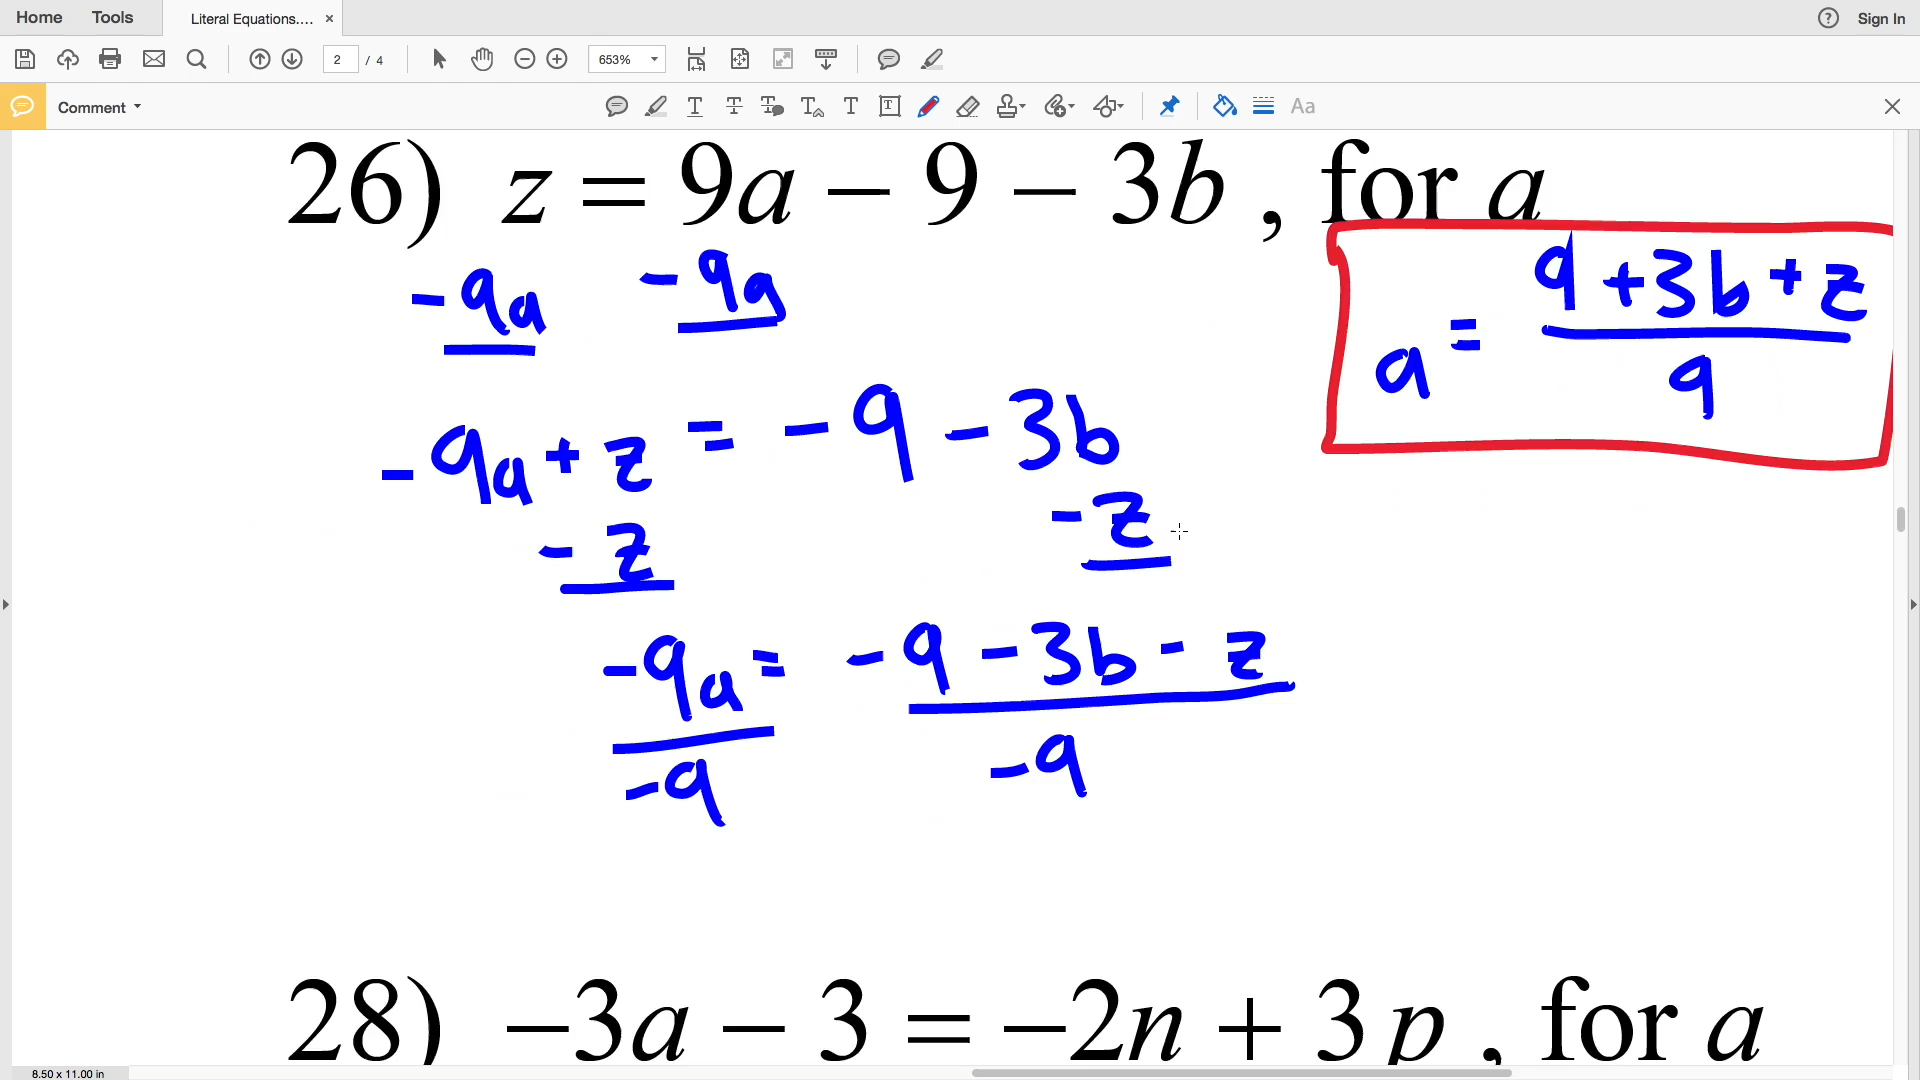 Home Tools Literal Equations.... × ? Sign In
2 / 4 653%
Comment Aa
26) z = 9a − 9 − 3b , for a
-9a -9a
a = 9+3b+z / 9
-9a+z = -9-3b
-z -z
-9a = -9-3b-z
-9 -9
28) −3a − 3 = −2n + 3p , for a
8.50 x 11.00 in